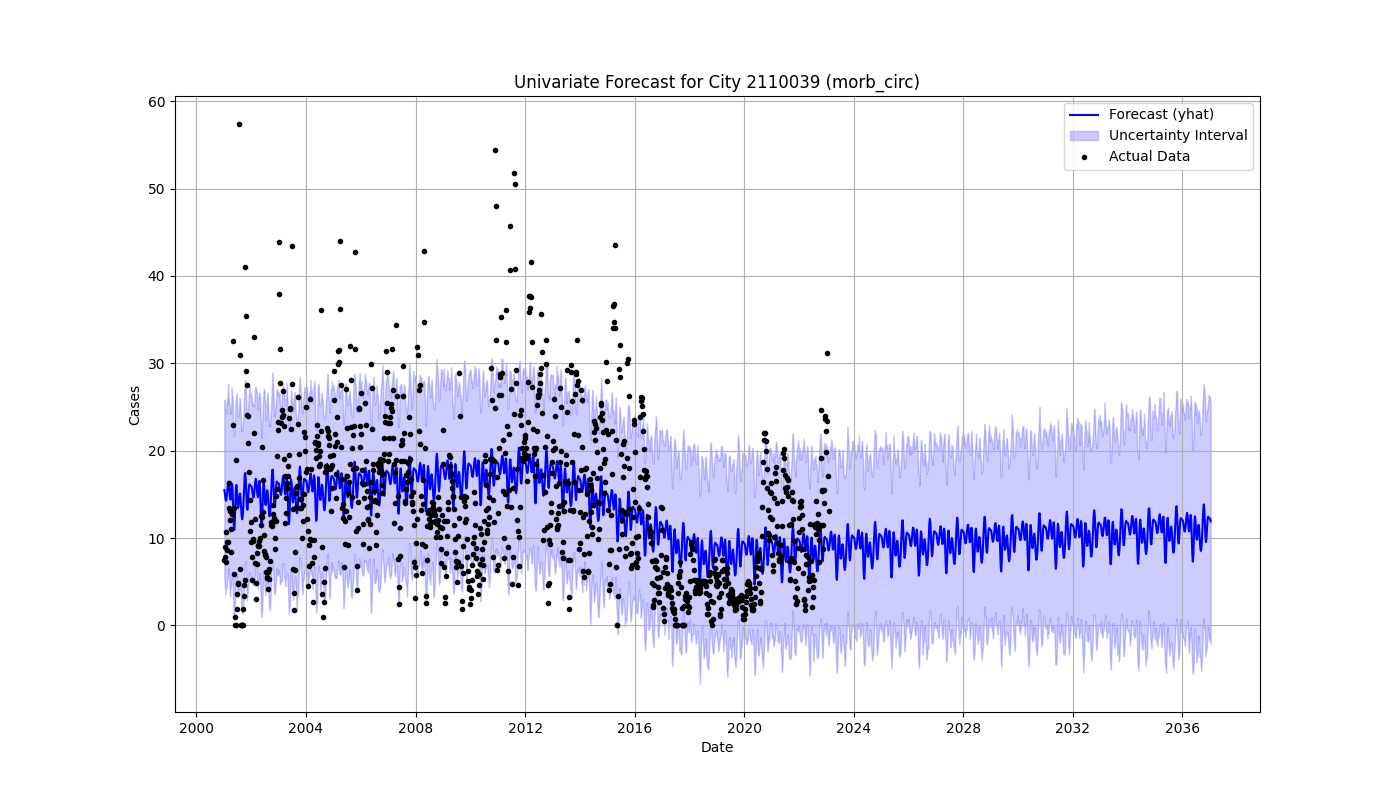 Univariate Forecast for City 2110039 (morb_circ)
Forecast (yhat)
Uncertainty Interval
Actual Data
Cases
60
50
40
30
20
10
0
2000 2004 2008 2012 2016 2020 2024 2028 2032 2036
Date